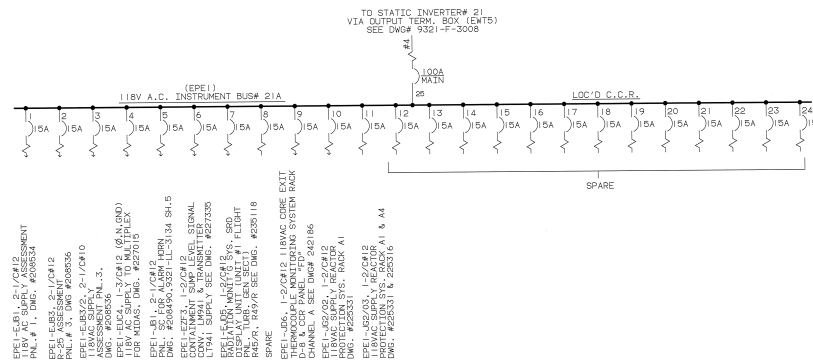 TO STATIC INVERTER# 21
VIA OUTPUT TERM. BOX (EWT5)
SEE DWG# 9321-F-3008
#4
100A
MAIN
25
(EPE1)
118V A.C. INSTRUMENT BUS# 21A
LOC'D C.C.R.
1 2 3 4 5 6 7 8 9 10 11 12 13 14 15 16 17 18 19 20 21 22 23 24
15A 15A 15A 15A 15A 15A 15A 15A 15A 15A 15A 15A 15A 15A 15A 15A 15A 15A 15A 15A 15A 15A 15A
SPARE
EPE1-EJB1, 2-1/C#12
118V AC SUPPLY ASSESSMENT
PNL.# 1. DWG. #208534
EPE1-EJB3, 2-1/C#12
R-25 ASSESSMENT
PNL.# 3. DWG #208536
EPE1-EJB3/2, 2-1/C#10
118VAC SUPPLY
ASSESSMENT PNL.3.
DWG. #208536
EPE1-EUC4, 1-3/C#12 (Ø.N.GND)
118V AC SUPPLY TO MULTIPLEX
FOR MIDAS. DWG. #227015
EPE1-JB1, 2-1/C#12
PNL. SC FOR ALARM HORN
DWG. #208490,9321-LL-3134 SH.5
EPE1-EZ7, 1-3/C#12
CONTAINMENT SUMP LEVEL SIGNAL
CONV. LM941 & TRANSMITTER
LT941 SUPPLY SEE DWG. #227335
EPE1-EJD5, 1-2/C#12
RADIATION MONIT'G SYS. SRD
DISPLAY UNIT (UNIT #1 FLIGHT
PNL. TURB. GEN SECT)
R45/R, R49/R SEE DWG. #235118
SPARE
EPE1-JD6, 1-2/C#12 118VAC CORE EXIT
THERMOCOUPLE MONITORING SYSTEM RACK
D-8 & CCR PANEL "FD"
CHANNEL A SEE DWG# 242186
EPE1-JG2/02, 1-2/C#12
118VAC SUPPLY REACTOR
PROTECTION SYS. RACK A1
DWG. #225331
EPE1-JG2/03, 1-2/C#12
118VAC SUPPLY REACTOR
PROTECTION SYS. RACK A1 & A4
DWG. #225331 & 225316